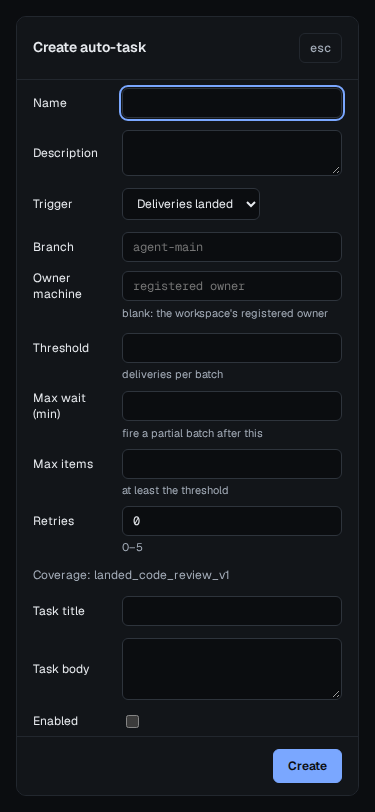 Create auto-task
esc
Name
Description
Trigger
Deliveries landed
Branch
agent-main
Owner
machine
registered owner
blank: the workspace's registered owner
Threshold
deliveries per batch
Max wait
(min)
fire a partial batch after this
Max items
at least the threshold
Retries
0
0–5
Coverage: landed_code_review_v1
Task title
Task body
Enabled
Create